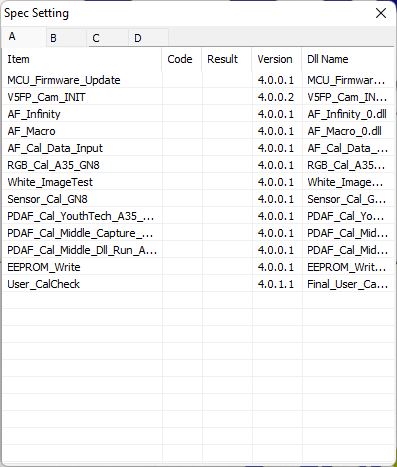 Spec Setting
A B C D
Item Code Result Version Dll Name
MCU_Firmware_Update 4.0.0.1 MCU_Firmwar...
V5FP_Cam_INIT 4.0.0.2 V5FP_Cam_IN...
AF_Infinity 4.0.0.1 AF_Infinity_0.dll
AF_Macro 4.0.0.1 AF_Macro_0.dll
AF_Cal_Data_Input 4.0.0.1 AF_Cal_Data_...
RGB_Cal_A35_GN8 4.0.0.1 RGB_Cal_A35...
White_ImageTest 4.0.0.1 White_Image...
Sensor_Cal_GN8 4.0.0.1 Sensor_Cal_G...
PDAF_Cal_YouthTech_A35_... 4.0.0.1 PDAF_Cal_Yo...
PDAF_Cal_Middle_Capture_... 4.0.0.1 PDAF_Cal_Mid...
PDAF_Cal_Middle_Dll_Run_A... 4.0.0.1 PDAF_Cal_Mid...
EEPROM_Write 4.0.0.1 EEPROM_Writ...
User_CalCheck 4.0.1.1 Final_User_Ca...